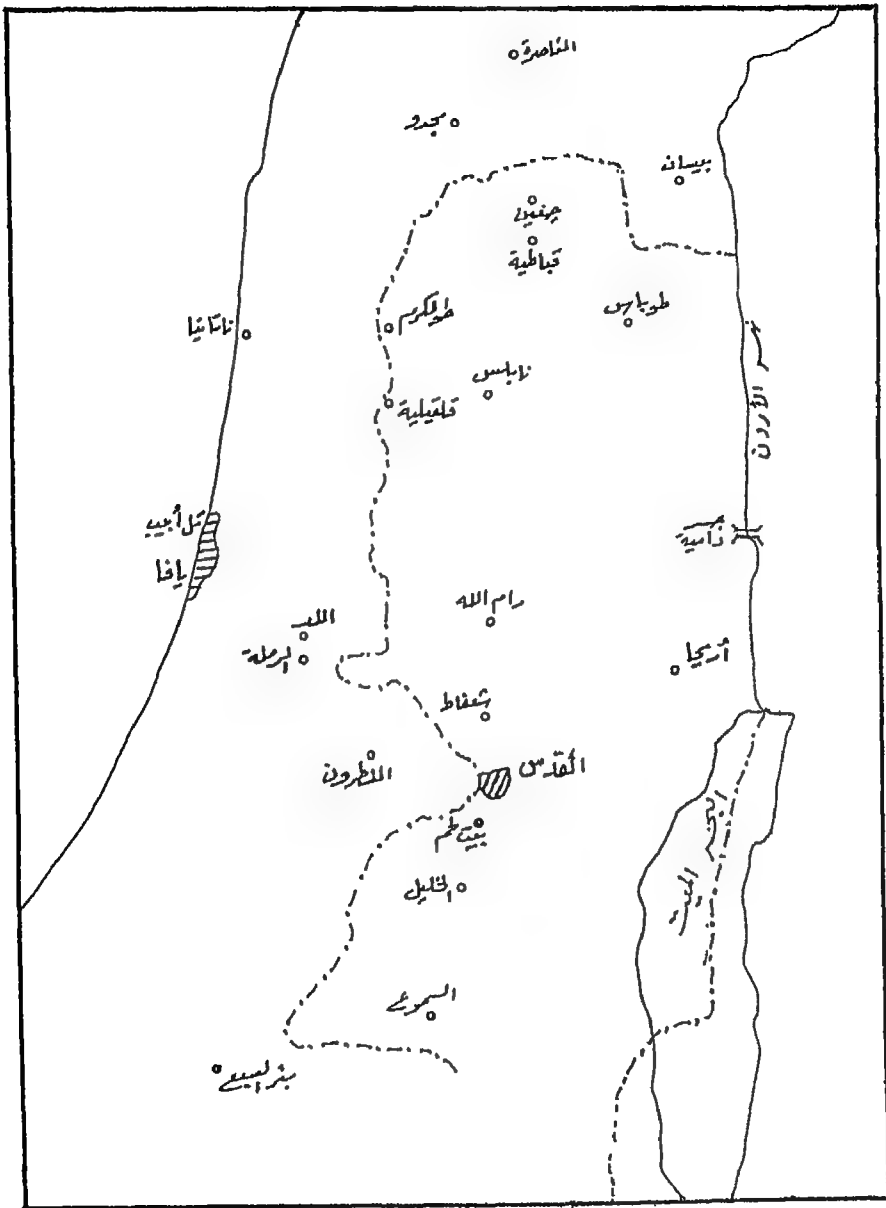 الناصرة
مجدو
بيسان
جنين
قباطية
طوباس
طولكرم
ناتانيا
نابلس
قلقيلية
نهر الأردن
تل أبيب
يافا
جسر
دامية
رام الله
اللد
الرملة
أريحا
شعفاط
القدس
اللطرون
بيت لحم
البحر
الميت
الخليل
السموع
بئر السبع